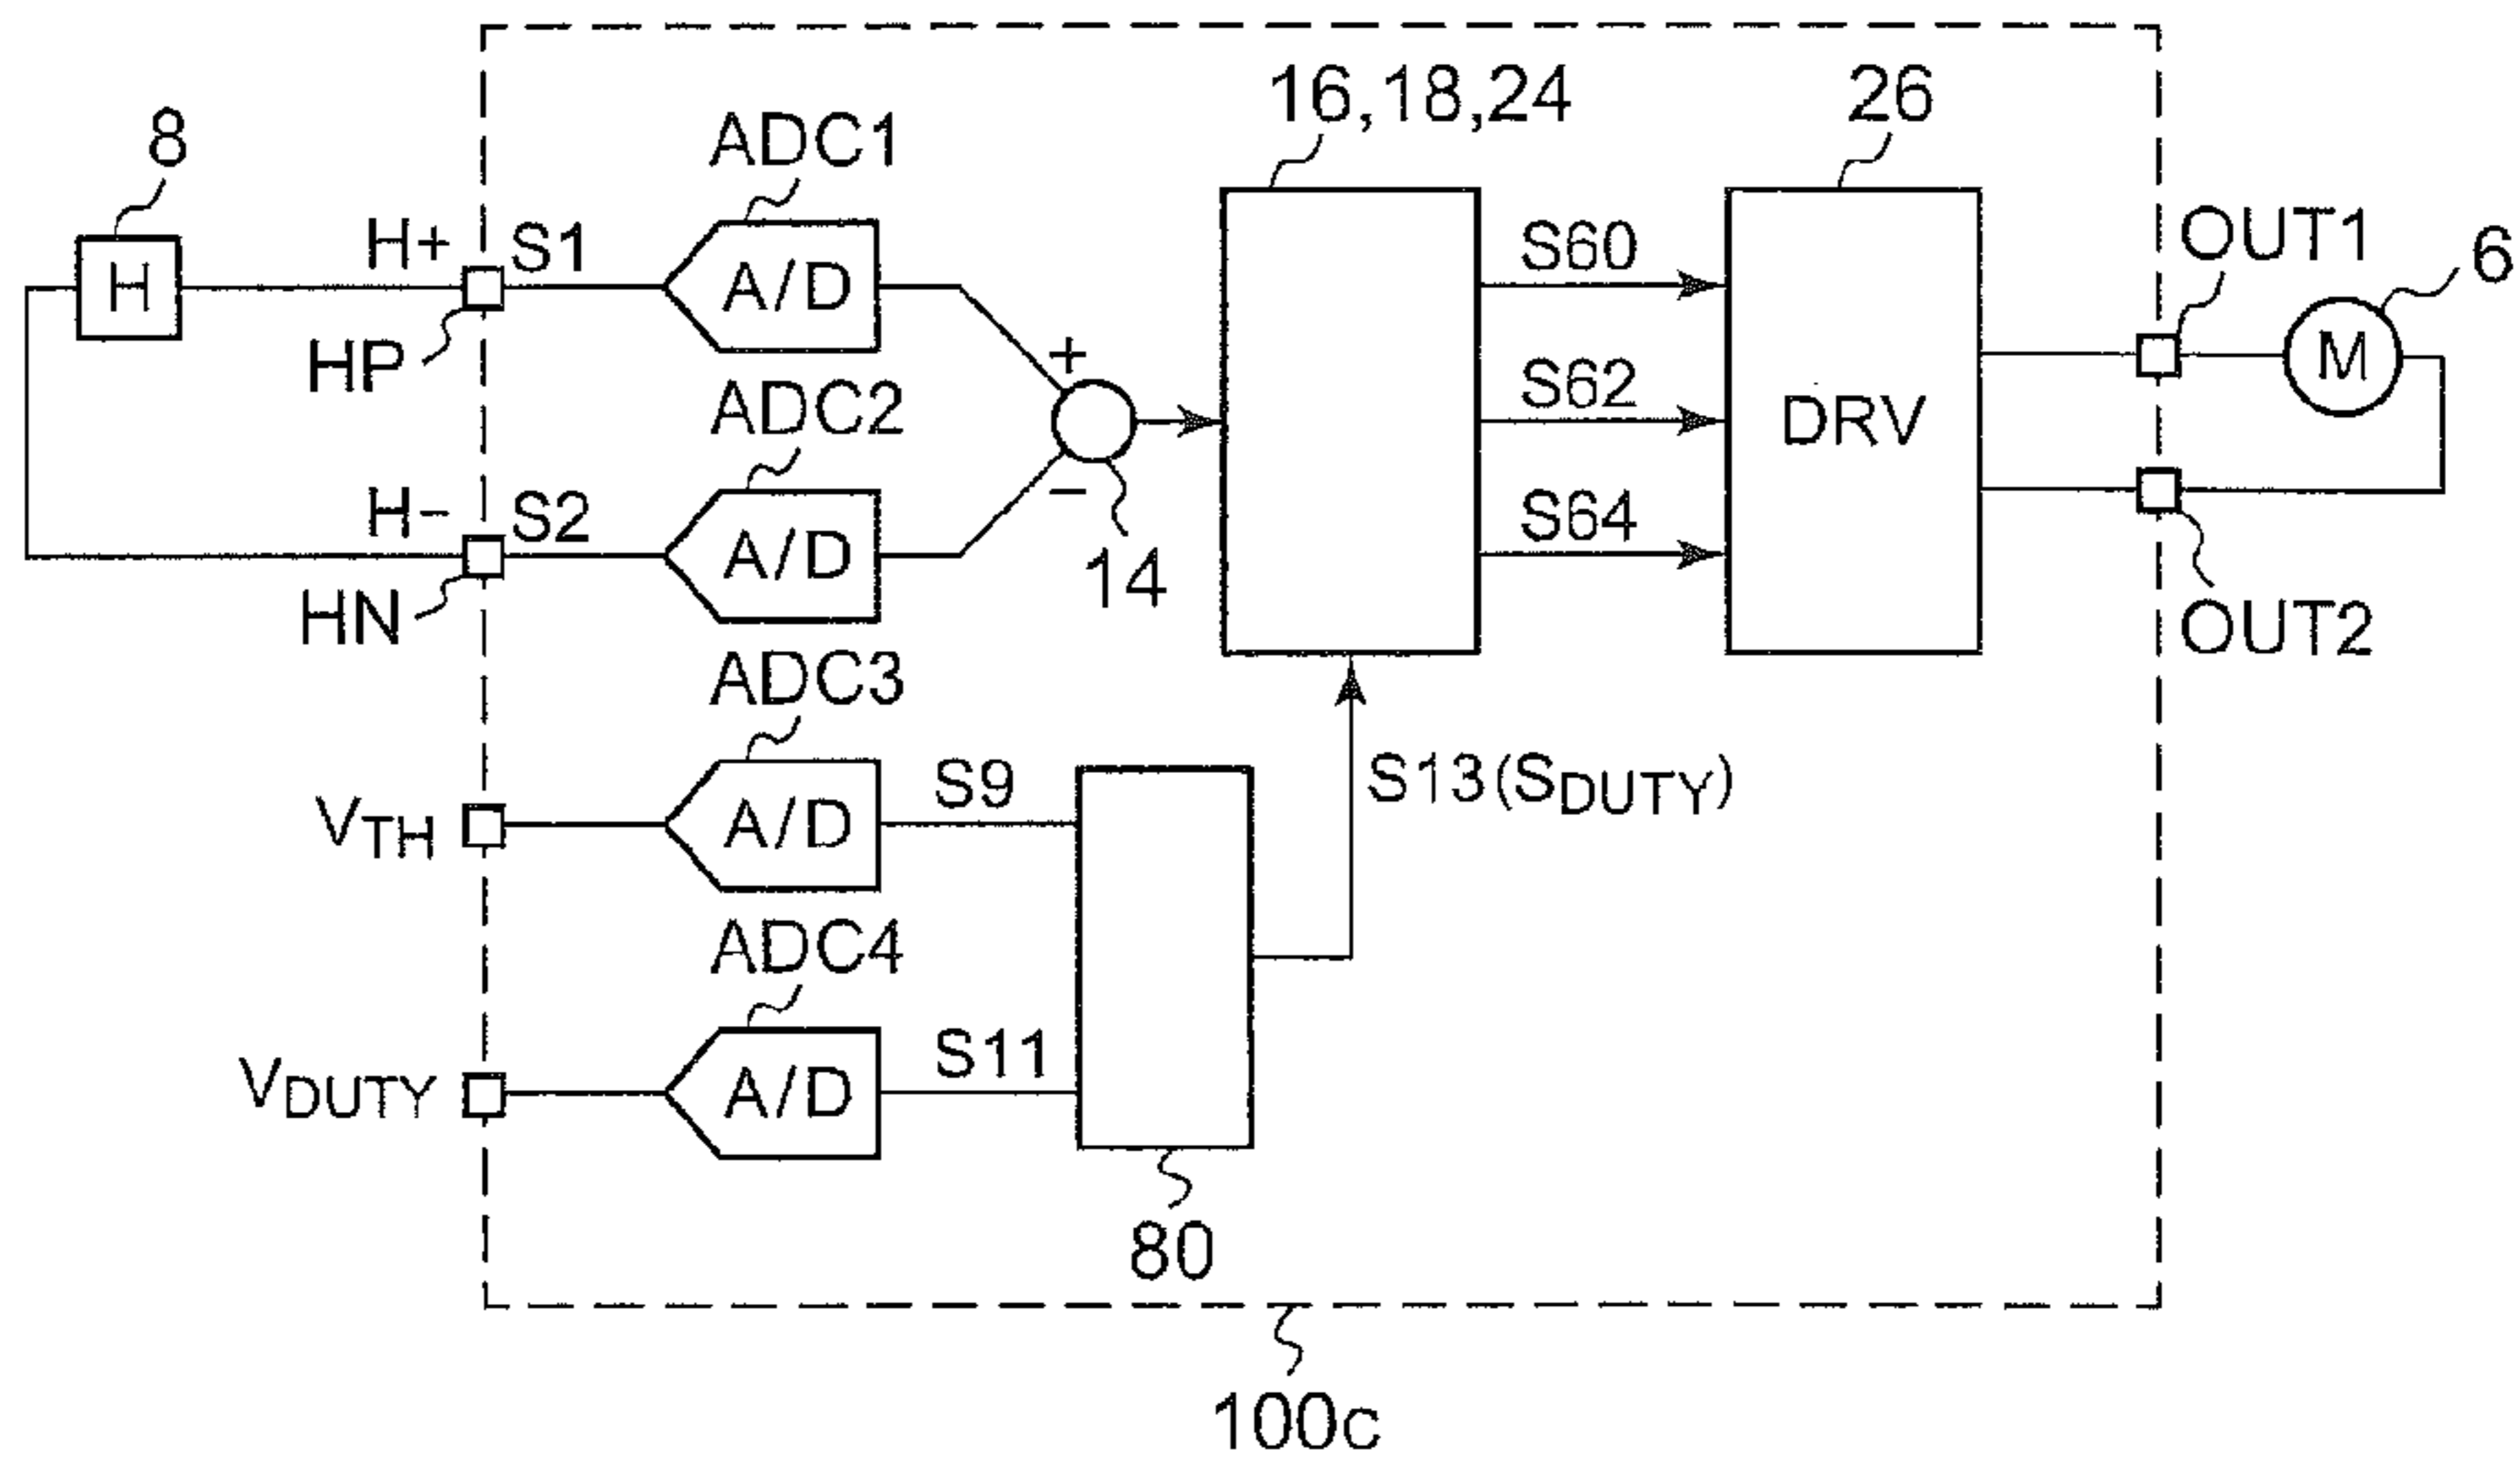 16,18,24
26
8
ADC1
H+
S1
H
A/D
HP
S60
OUT1
6
+
M
ADC2
S62
DRV
H-
S2
−
S64
A/D
14
HN
OUT2
ADC3
S9
S13(SDUTY)
VTH
A/D
ADC4
S11
VDUTY
A/D
80
100c